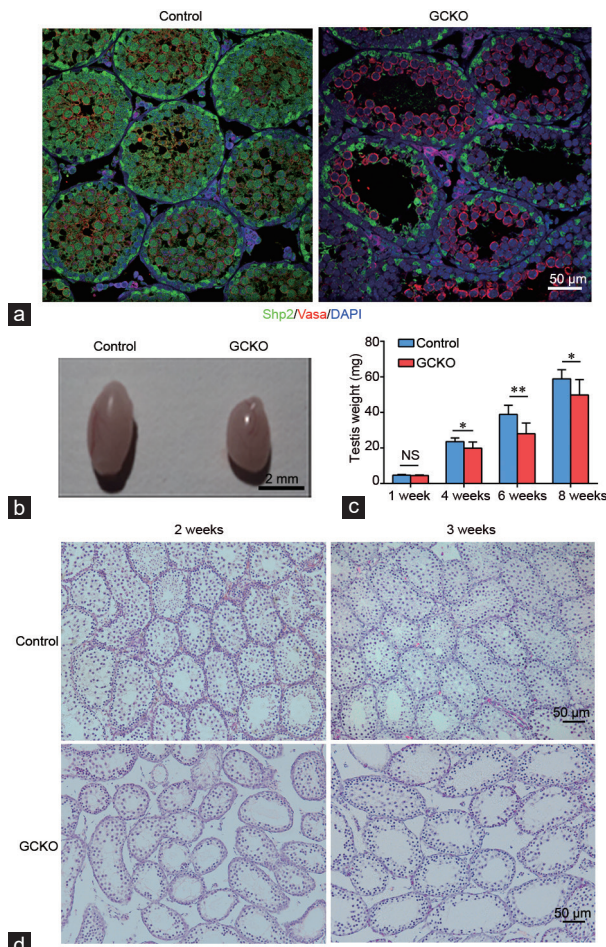 Control GCKO
50 µm
a
Shp2/Vasa/DAPI
Control GCKO
2 mm
b
Testis weight (mg)
80
60
40
20
0
Control
GCKO
NS
*
**
*
1 week 4 weeks 6 weeks 8 weeks
c
2 weeks 3 weeks
Control
50 µm
GCKO
50 µm
d